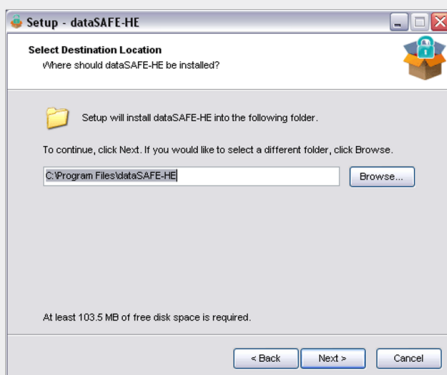 Setup - dataSAFE-HE
Select Destination Location
Where should dataSAFE-HE be installed?
Setup will install dataSAFE-HE into the following folder.
To continue, click Next. If you would like to select a different folder, click Browse.
C:\Program Files\dataSAFE-HE
Browse...
At least 103.5 MB of free disk space is required.
< Back
Next >
Cancel